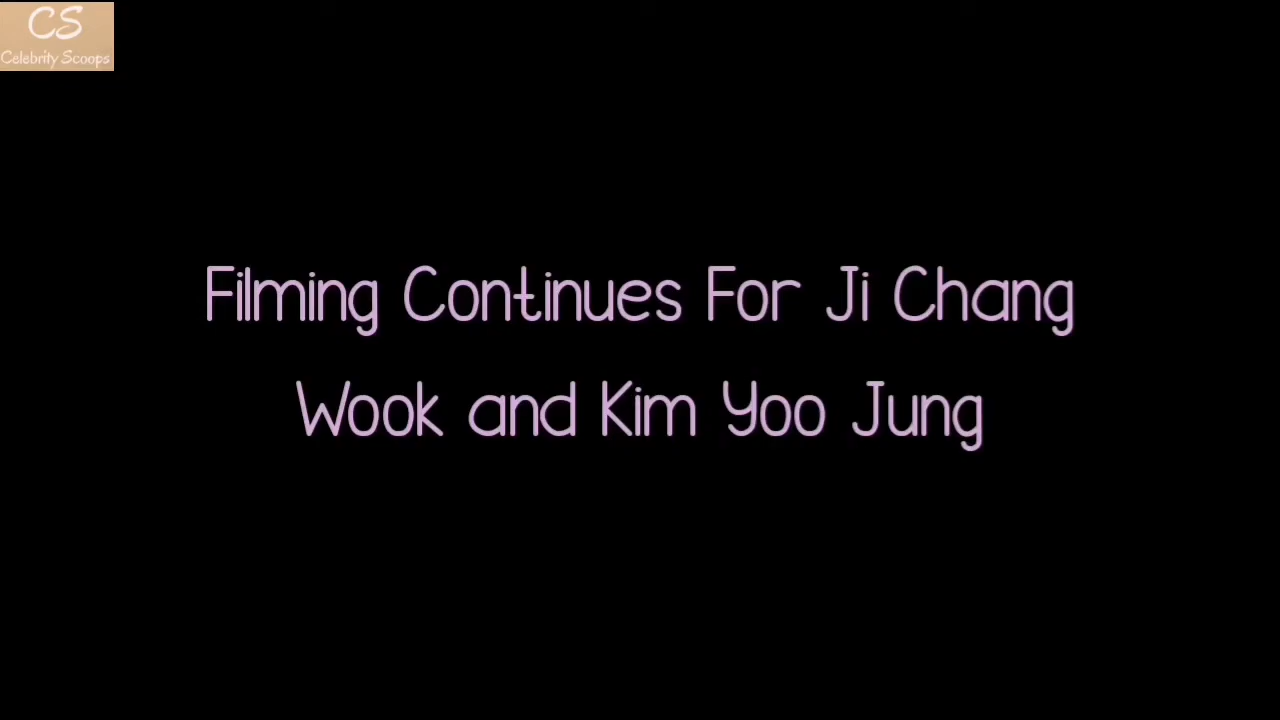 CS
Celebrity Scoops
Filming Continues For Ji Chang
Wook and Kim Yoo Jung